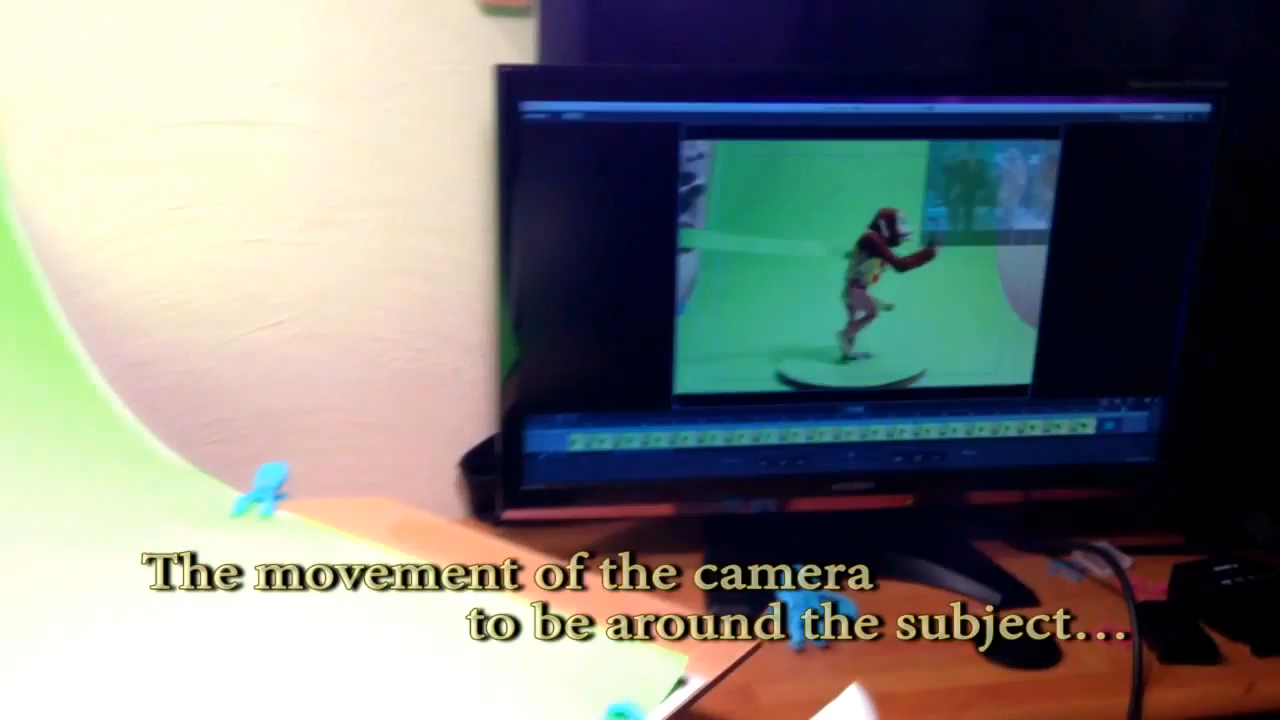 The movement of the camera
to be around the subject...